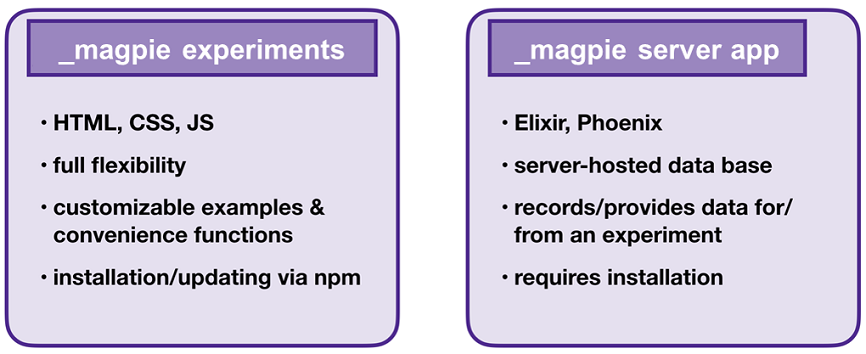 _magpie experiments
• HTML, CSS, JS
• full flexibility
• customizable examples &
convenience functions
• installation/updating via npm
_magpie server app
• Elixir, Phoenix
• server-hosted data base
• records/provides data for/
from an experiment
• requires installation